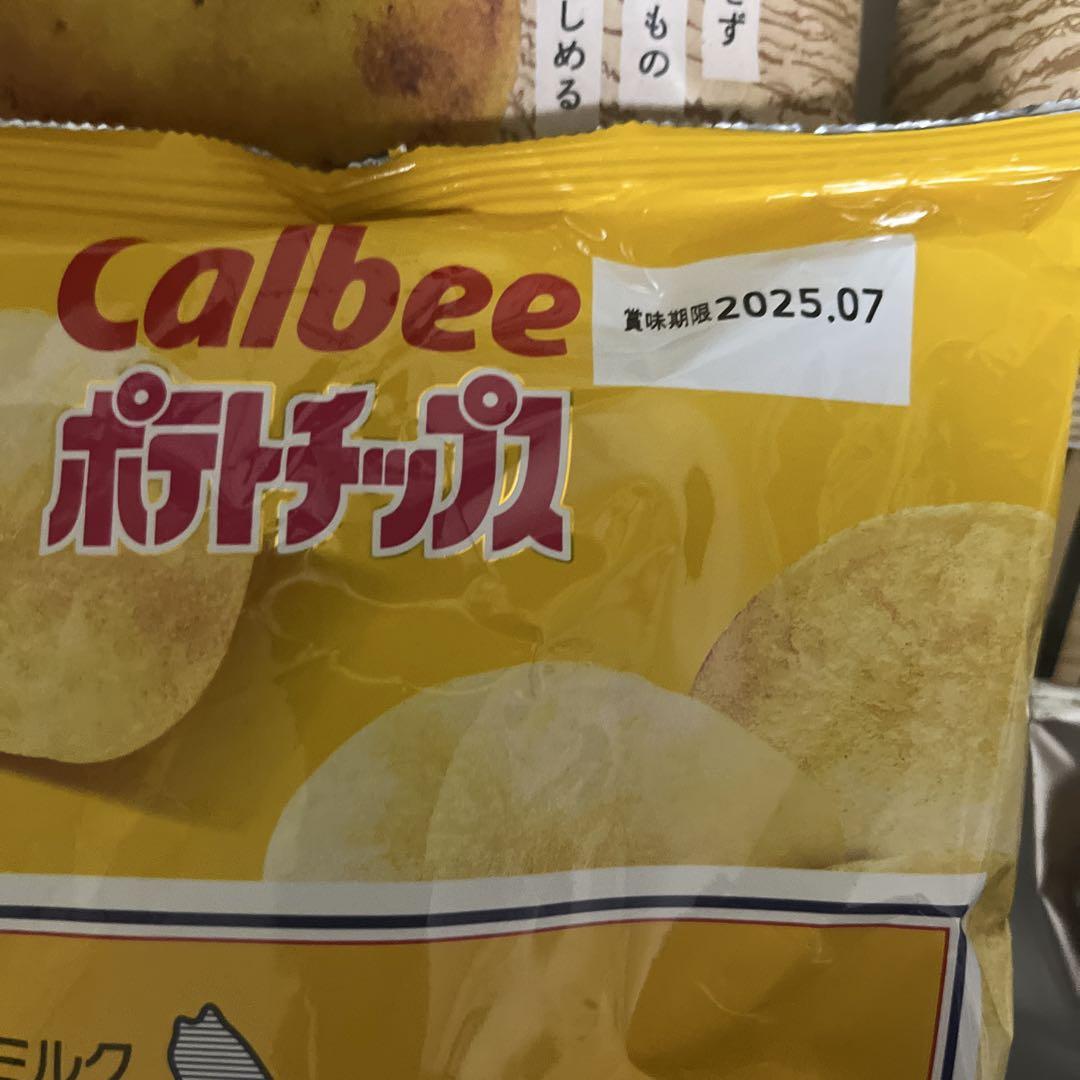 ず
もの
しめる
Calbee
賞味期限2025.07
ポテトチップス
ミルク